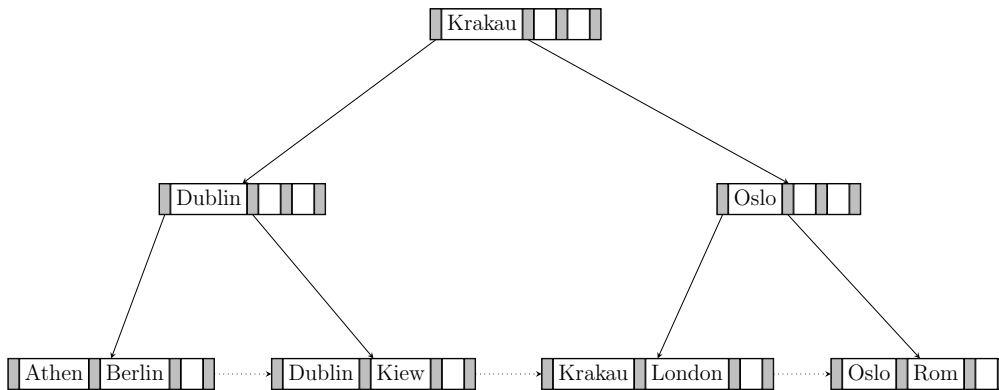 Krakau
Dublin Oslo
Athen Berlin Dublin Kiew Krakau London Oslo Rom